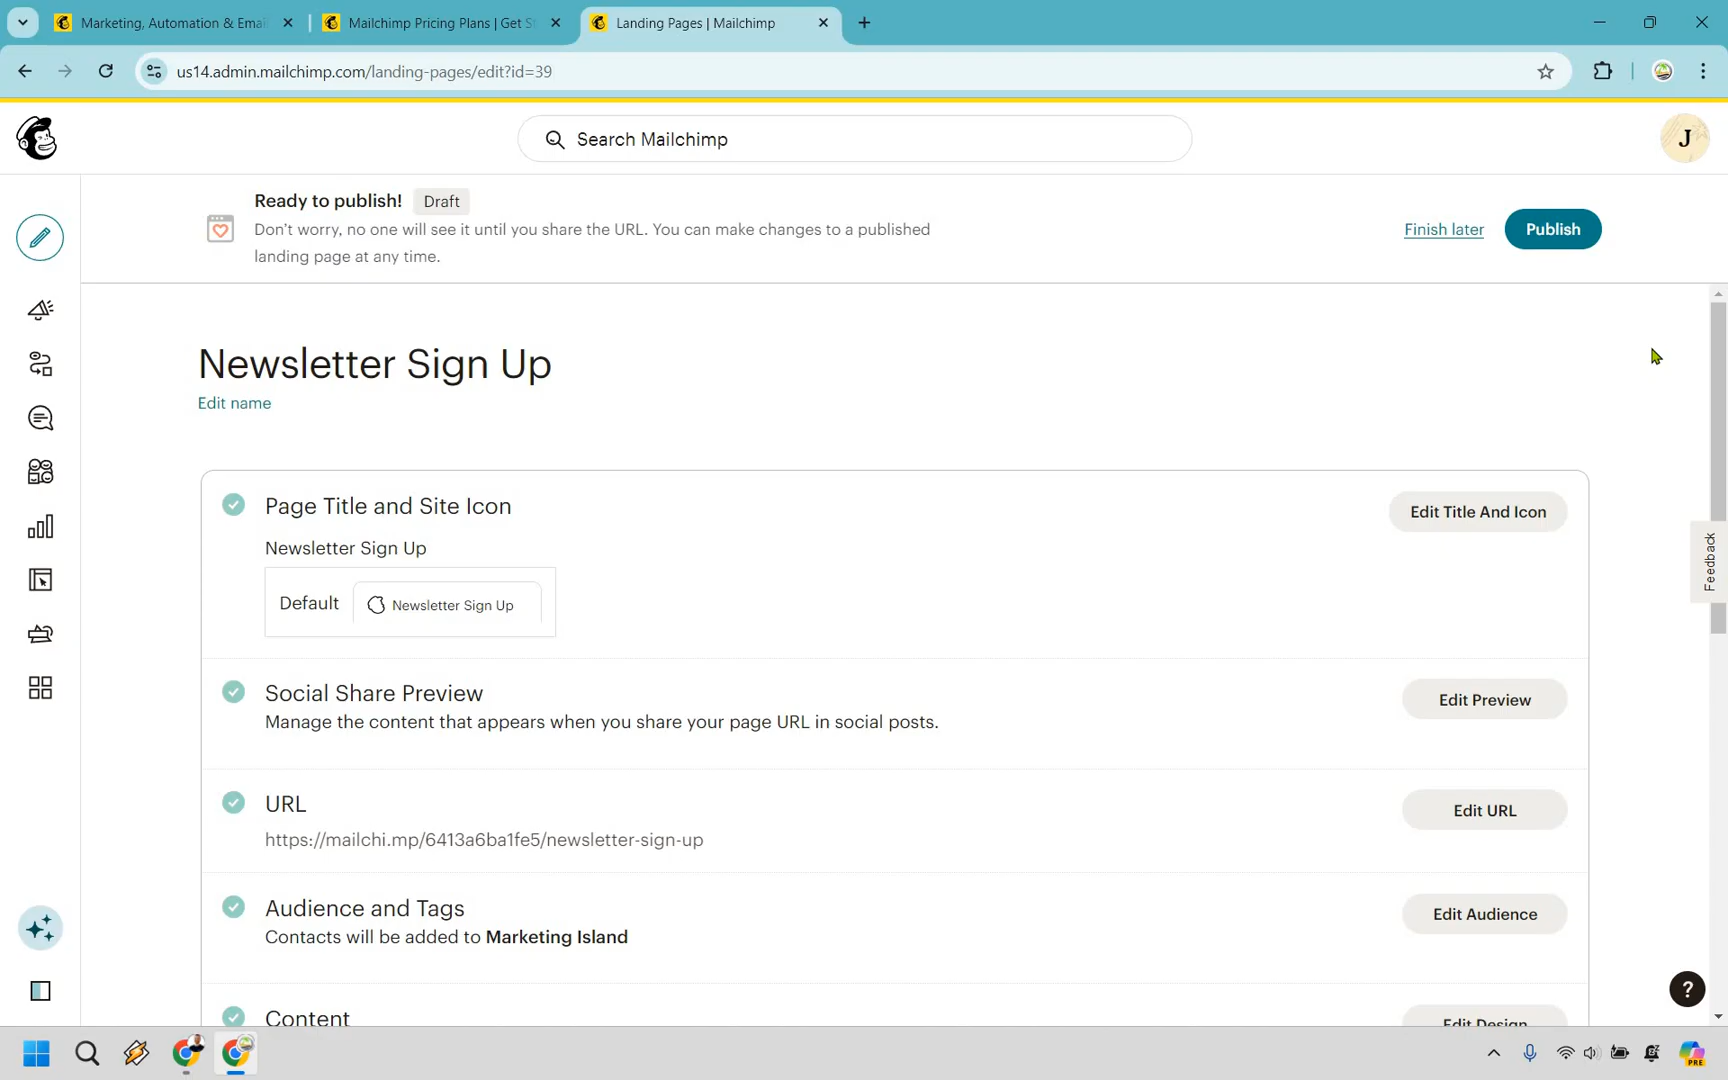 Marketing, Automation & Emai
Mailchimp Pricing Plans | Get St
Landing Pages | Mailchimp
us14.admin.mailchimp.com/landing-pages/edit?id=39
Search Mailchimp
J
Ready to publish! Draft
Don't worry, no one will see it until you share the URL. You can make changes to a published
landing page at any time.
Finish later
Publish
Newsletter Sign Up
Edit name
Page Title and Site Icon
Edit Title And Icon
Newsletter Sign Up
Default
Newsletter Sign Up
Feedback
Social Share Preview
Manage the content that appears when you share your page URL in social posts.
Edit Preview
URL
https://mailchi.mp/6413a6ba1fe5/newsletter-sign-up
Edit URL
Audience and Tags
Contacts will be added to Marketing Island
Edit Audience
?
Content
Edit Design
PRE